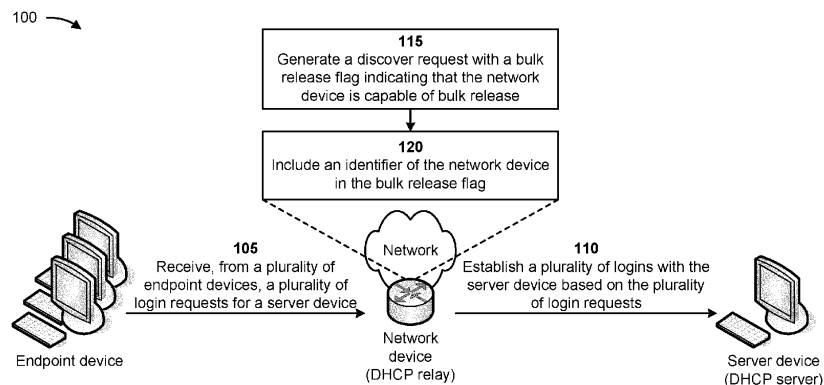 100
115
Generate a discover request with a bulk
release flag indicating that the network
device is capable of bulk release
120
Include an identifier of the network device
in the bulk release flag
Network
105
Receive, from a plurality of
endpoint devices, a plurality of
login requests for a server device
110
Establish a plurality of logins with the
server device based on the plurality
of login requests
Endpoint device
Network
device
(DHCP relay)
Server device
(DHCP server)